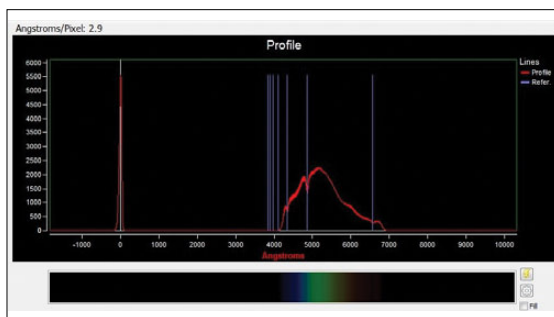 Angstroms/Pixel: 2.9
Profile
6000
5500
5000
4500
4000
3500
3000
2500
2000
1500
1000
500
0
Lines
Profile
Refer.
-1000 0 1000 2000 3000 4000 5000 6000 7000 8000 9000 10000
Angstroms
Fill